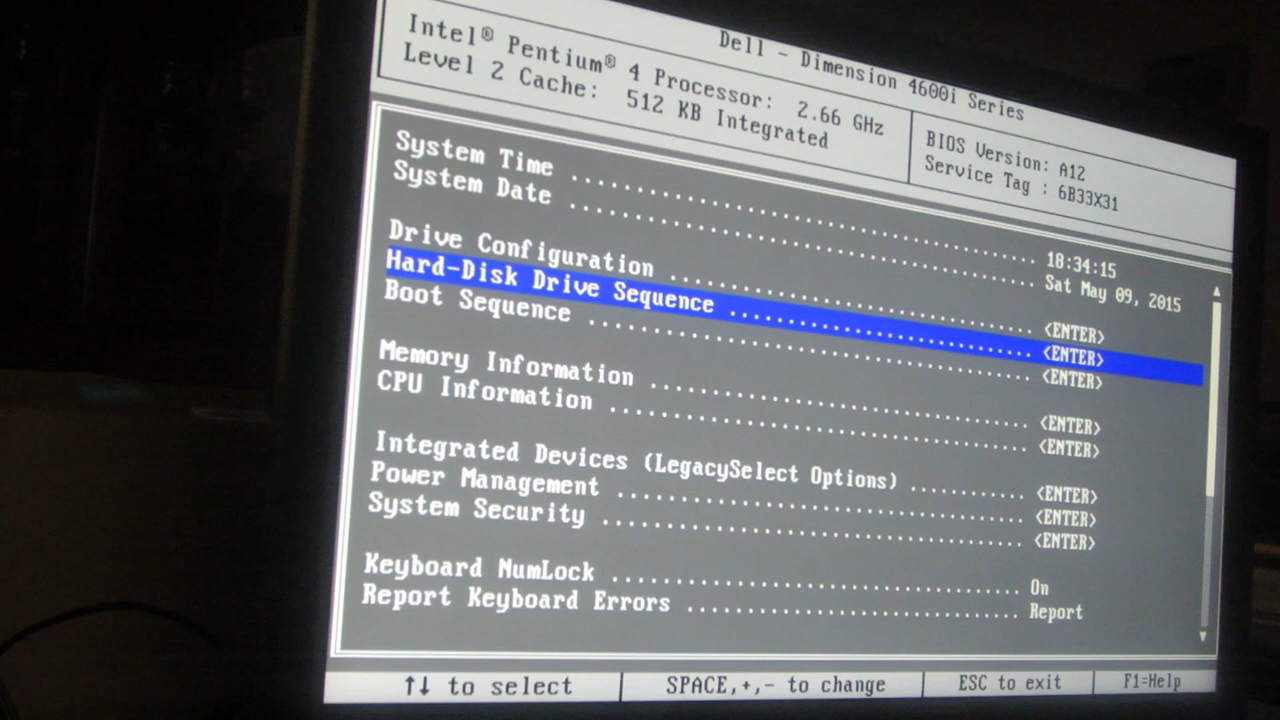 Dell - Dimension 4600i Series
Intel® Pentium® 4 Processor: 2.66 GHz
Level 2 Cache: 512 KB Integrated
BIOS Version: A12
Service Tag : 6B33X31
System Time ........................................ 18:34:15
System Date ........................................ Sat May 09, 2015
Drive Configuration ................................ <ENTER>
Hard-Disk Drive Sequence ........................... <ENTER>
Boot Sequence ...................................... <ENTER>
Memory Information ................................. <ENTER>
CPU Information .................................... <ENTER>
Integrated Devices (LegacySelect Options) .......... <ENTER>
Power Management ................................... <ENTER>
System Security .................................... <ENTER>
Keyboard NumLock ................................... On
Report Keyboard Errors ............................. Report
↑↓ to select SPACE,+,- to change ESC to exit F1=Help